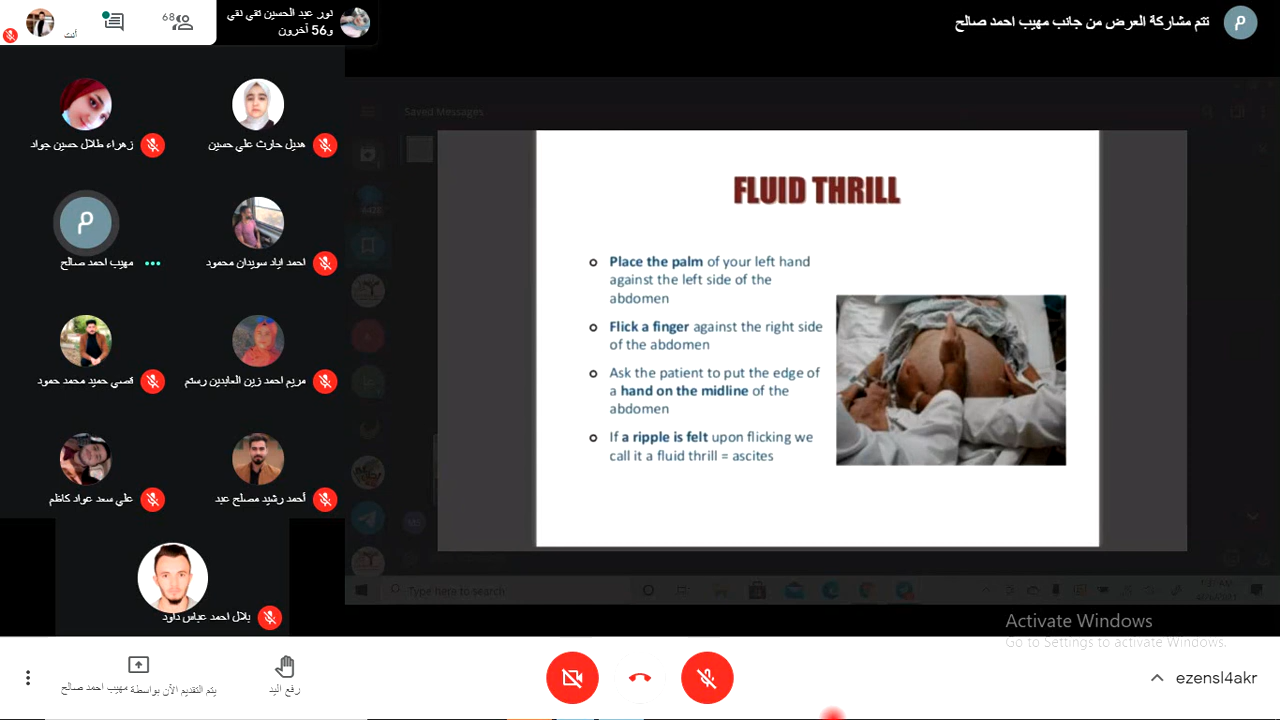 نور عبد الحسين تقي نقي
و56 آخرون
68
أنت
تتم مشاركة العرض من جانب مهيب احمد صالح
م
زهراء طلال حسين جواد
هديل حارث علي حسين
م
مهيب احمد صالح
احمد اياد سويدان محمود
قصي حميد محمد حمود
مريم احمد زين العابدين رستم
علي سعد عواد كاظم
أحمد رشيد مصلح عبد
بلال احمد عباس داود
Saved Messages
FLUID THRILL
Place the palm of your left hand
against the left side of the
abdomen
Flick a finger against the right side
of the abdomen
Ask the patient to put the edge of
a hand on the midline of the
abdomen
If a ripple is felt upon flicking we
call it a fluid thrill = ascites
Type here to search
Activate Windows
Go to Settings to activate Windows.
يتم التقديم الآن بواسطة مهيب احمد صالح
رفع اليد
ezensl4akr